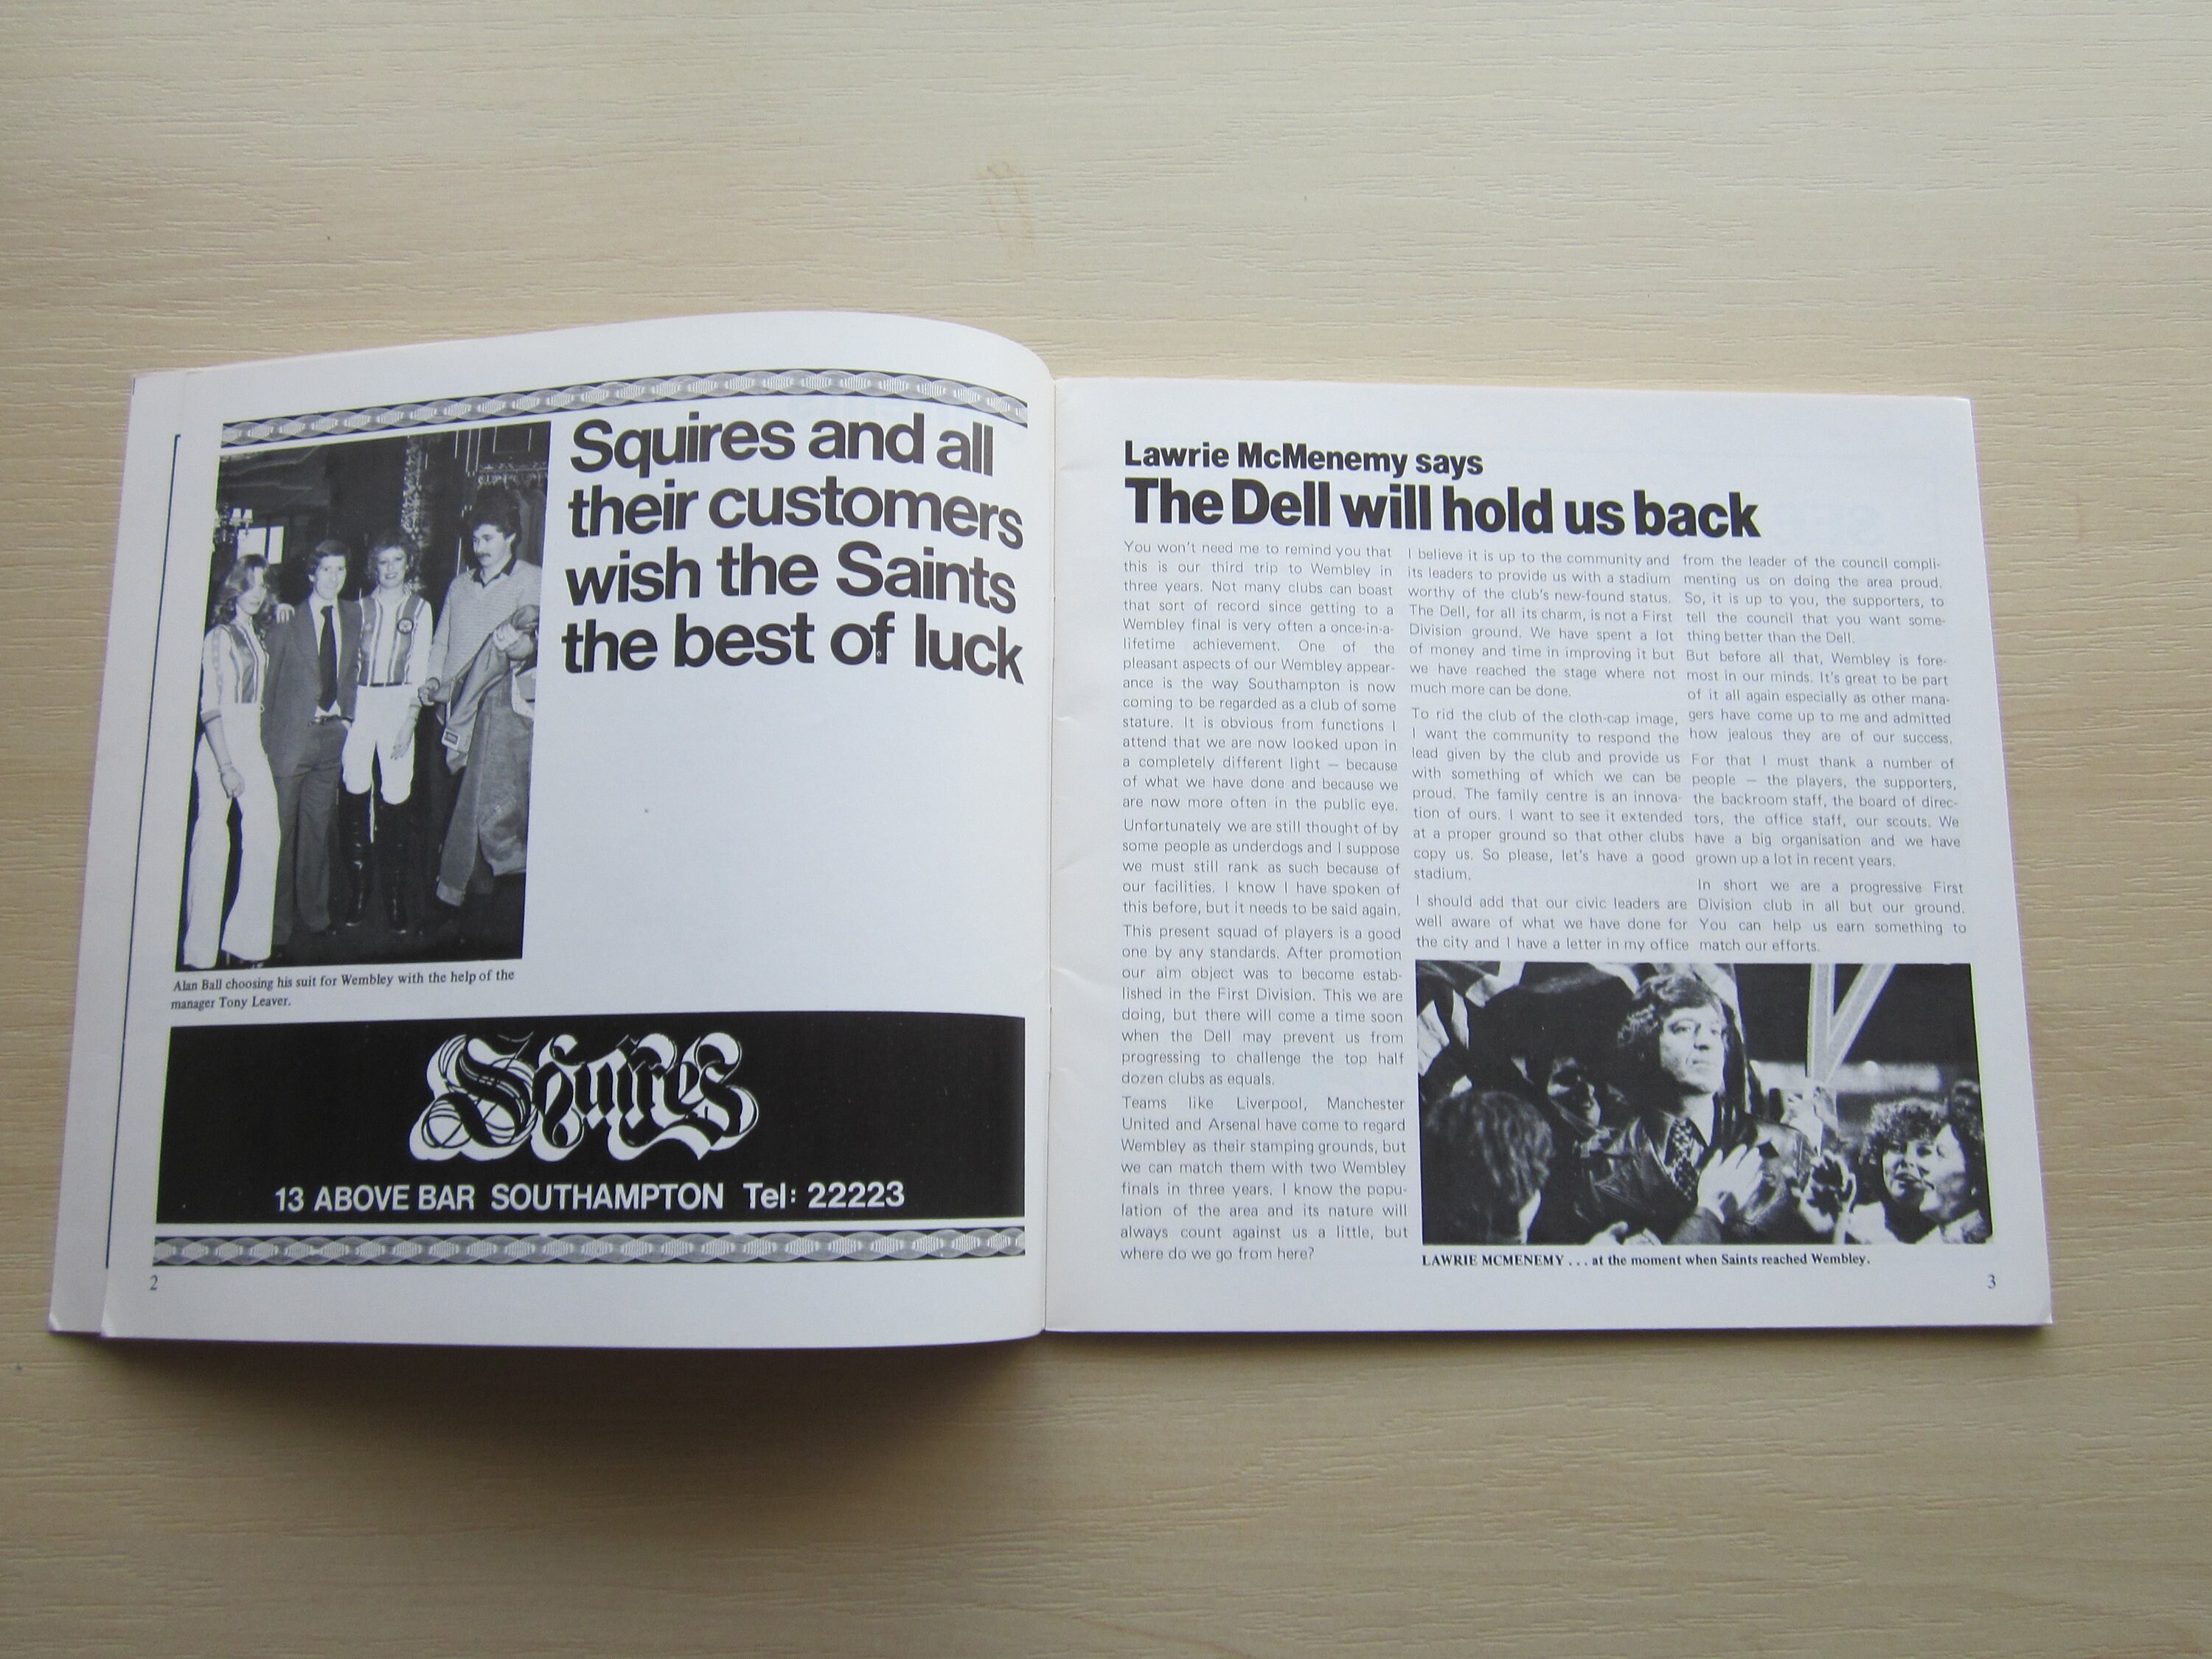 Squires and all
their customers
wish the Saints
the best of luck
Alan Ball choosing his suit for Wembley with the help of the
manager Tony Leaver.
Squires
13 ABOVE BAR SOUTHAMPTON Tel: 22223
2
Lawrie McMenemy says
The Dell will hold us back
You won't need me to remind you that
this is our third trip to Wembley in
three years. Not many clubs can boast
that sort of record since getting to a
Wembley final is very often a once-in-a-
lifetime achievement. One of the
pleasant aspects of our Wembley appear-
ance is the way Southampton is now
coming to be regarded as a club of some
stature. It is obvious from functions I
attend that we are now looked upon in
a completely different light — because
of what we have done and because we
are now more often in the public eye.
Unfortunately we are still thought of by
some people as underdogs and I suppose
we must still rank as such because of
our facilities. I know I have spoken of
this before, but it needs to be said again.
This present squad of players is a good
one by any standards. After promotion
our aim object was to become estab-
lished in the First Division. This we are
doing, but there will come a time soon
when the Dell may prevent us from
progressing to challenge the top half
dozen clubs as equals.
Teams like Liverpool, Manchester
United and Arsenal have come to regard
Wembley as their stamping grounds, but
we can match them with two Wembley
finals in three years. I know the popu-
lation of the area and its nature will
always count against us a little, but
where do we go from here?
I believe it is up to the community and
its leaders to provide us with a stadium
worthy of the club's new-found status.
The Dell, for all its charm, is not a First
Division ground. We have spent a lot
of money and time in improving it but
we have reached the stage where not
much more can be done.
To rid the club of the cloth-cap image,
I want the community to respond the
lead given by the club and provide us
with something of which we can be
proud. The family centre is an innova-
tion of ours. I want to see it extended
at a proper ground so that other clubs
copy us. So please, let's have a good
stadium.
I should add that our civic leaders are
well aware of what we have done for
the city and I have a letter in my office
from the leader of the council compli-
menting us on doing the area proud.
So, it is up to you, the supporters, to
tell the council that you want some-
thing better than the Dell.
But before all that, Wembley is fore-
most in our minds. It's great to be part
of it all again especially as other mana-
gers have come up to me and admitted
how jealous they are of our success.
For that I must thank a number of
people — the players, the supporters,
the backroom staff, the board of direc-
tors, the office staff, our scouts. We
have a big organisation and we have
grown up a lot in recent years.
In short we are a progressive First
Division club in all but our ground.
You can help us earn something to
match our efforts.
LAWRIE MCMENEMY . . . at the moment when Saints reached Wembley.
3